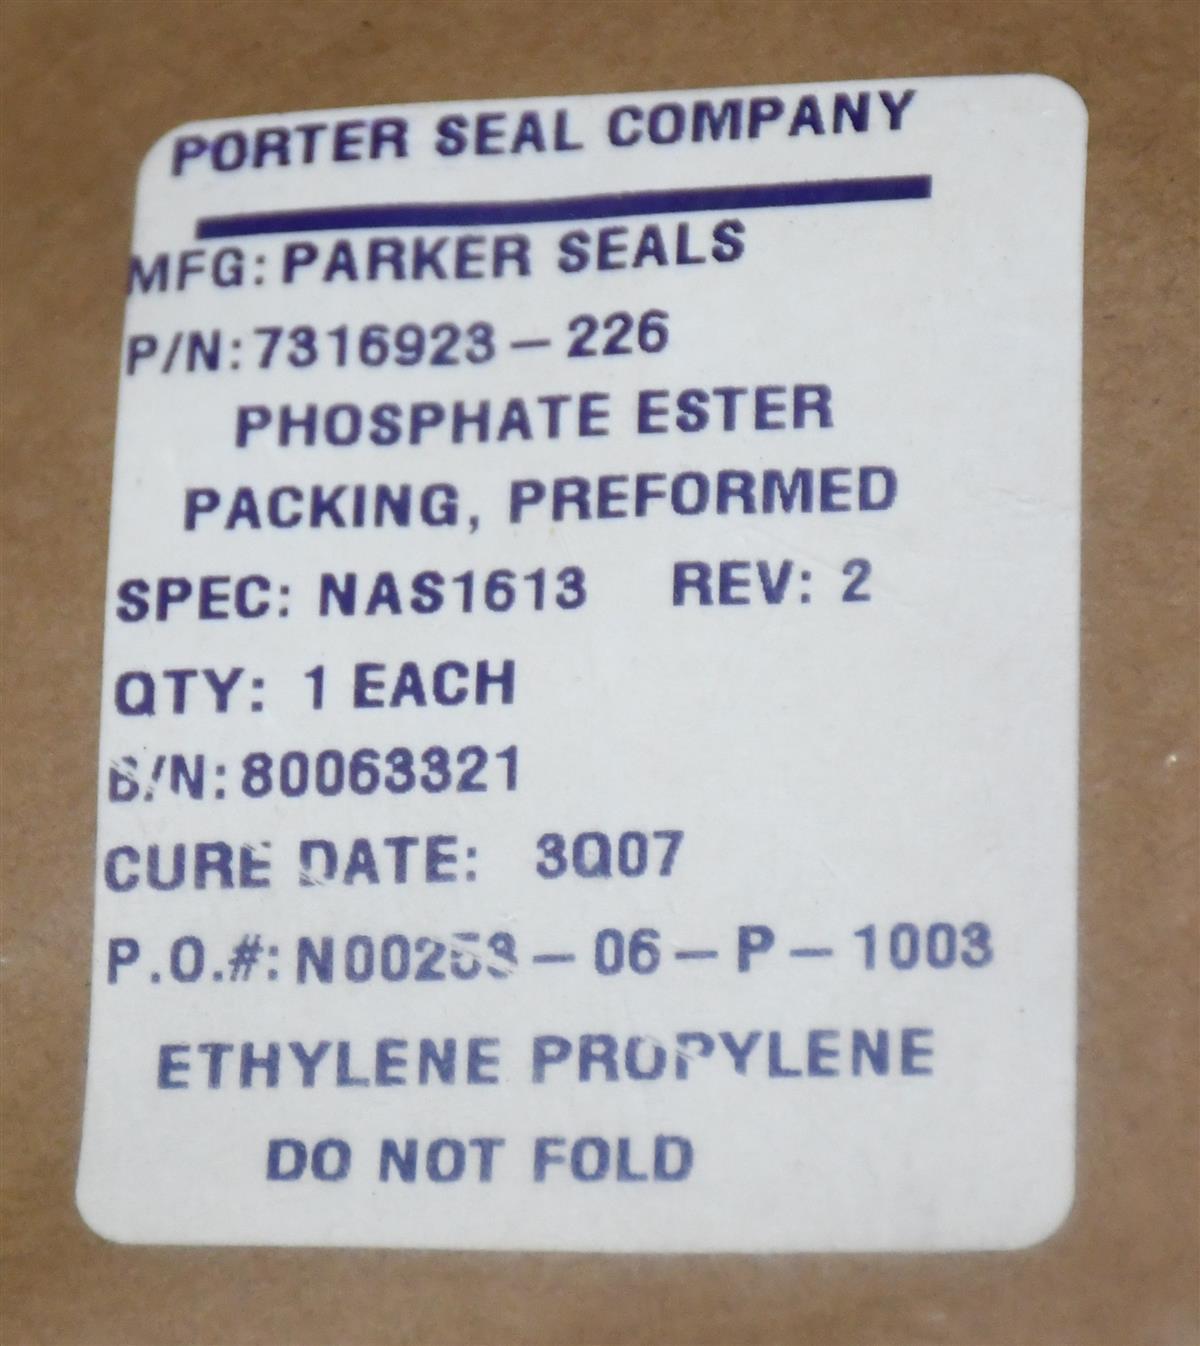 PORTER SEAL COMPANY
MFG: PARKER SEALS
P/N: 7316923-226
PHOSPHATE ESTER
PACKING, PREFORMED
SPEC: NAS1613 REV: 2
QTY: 1 EACH
B/N: 80063321
CURE DATE: 3Q07
P.O.#: N00253-06-P-1003
ETHYLENE PROPYLENE
DO NOT FOLD